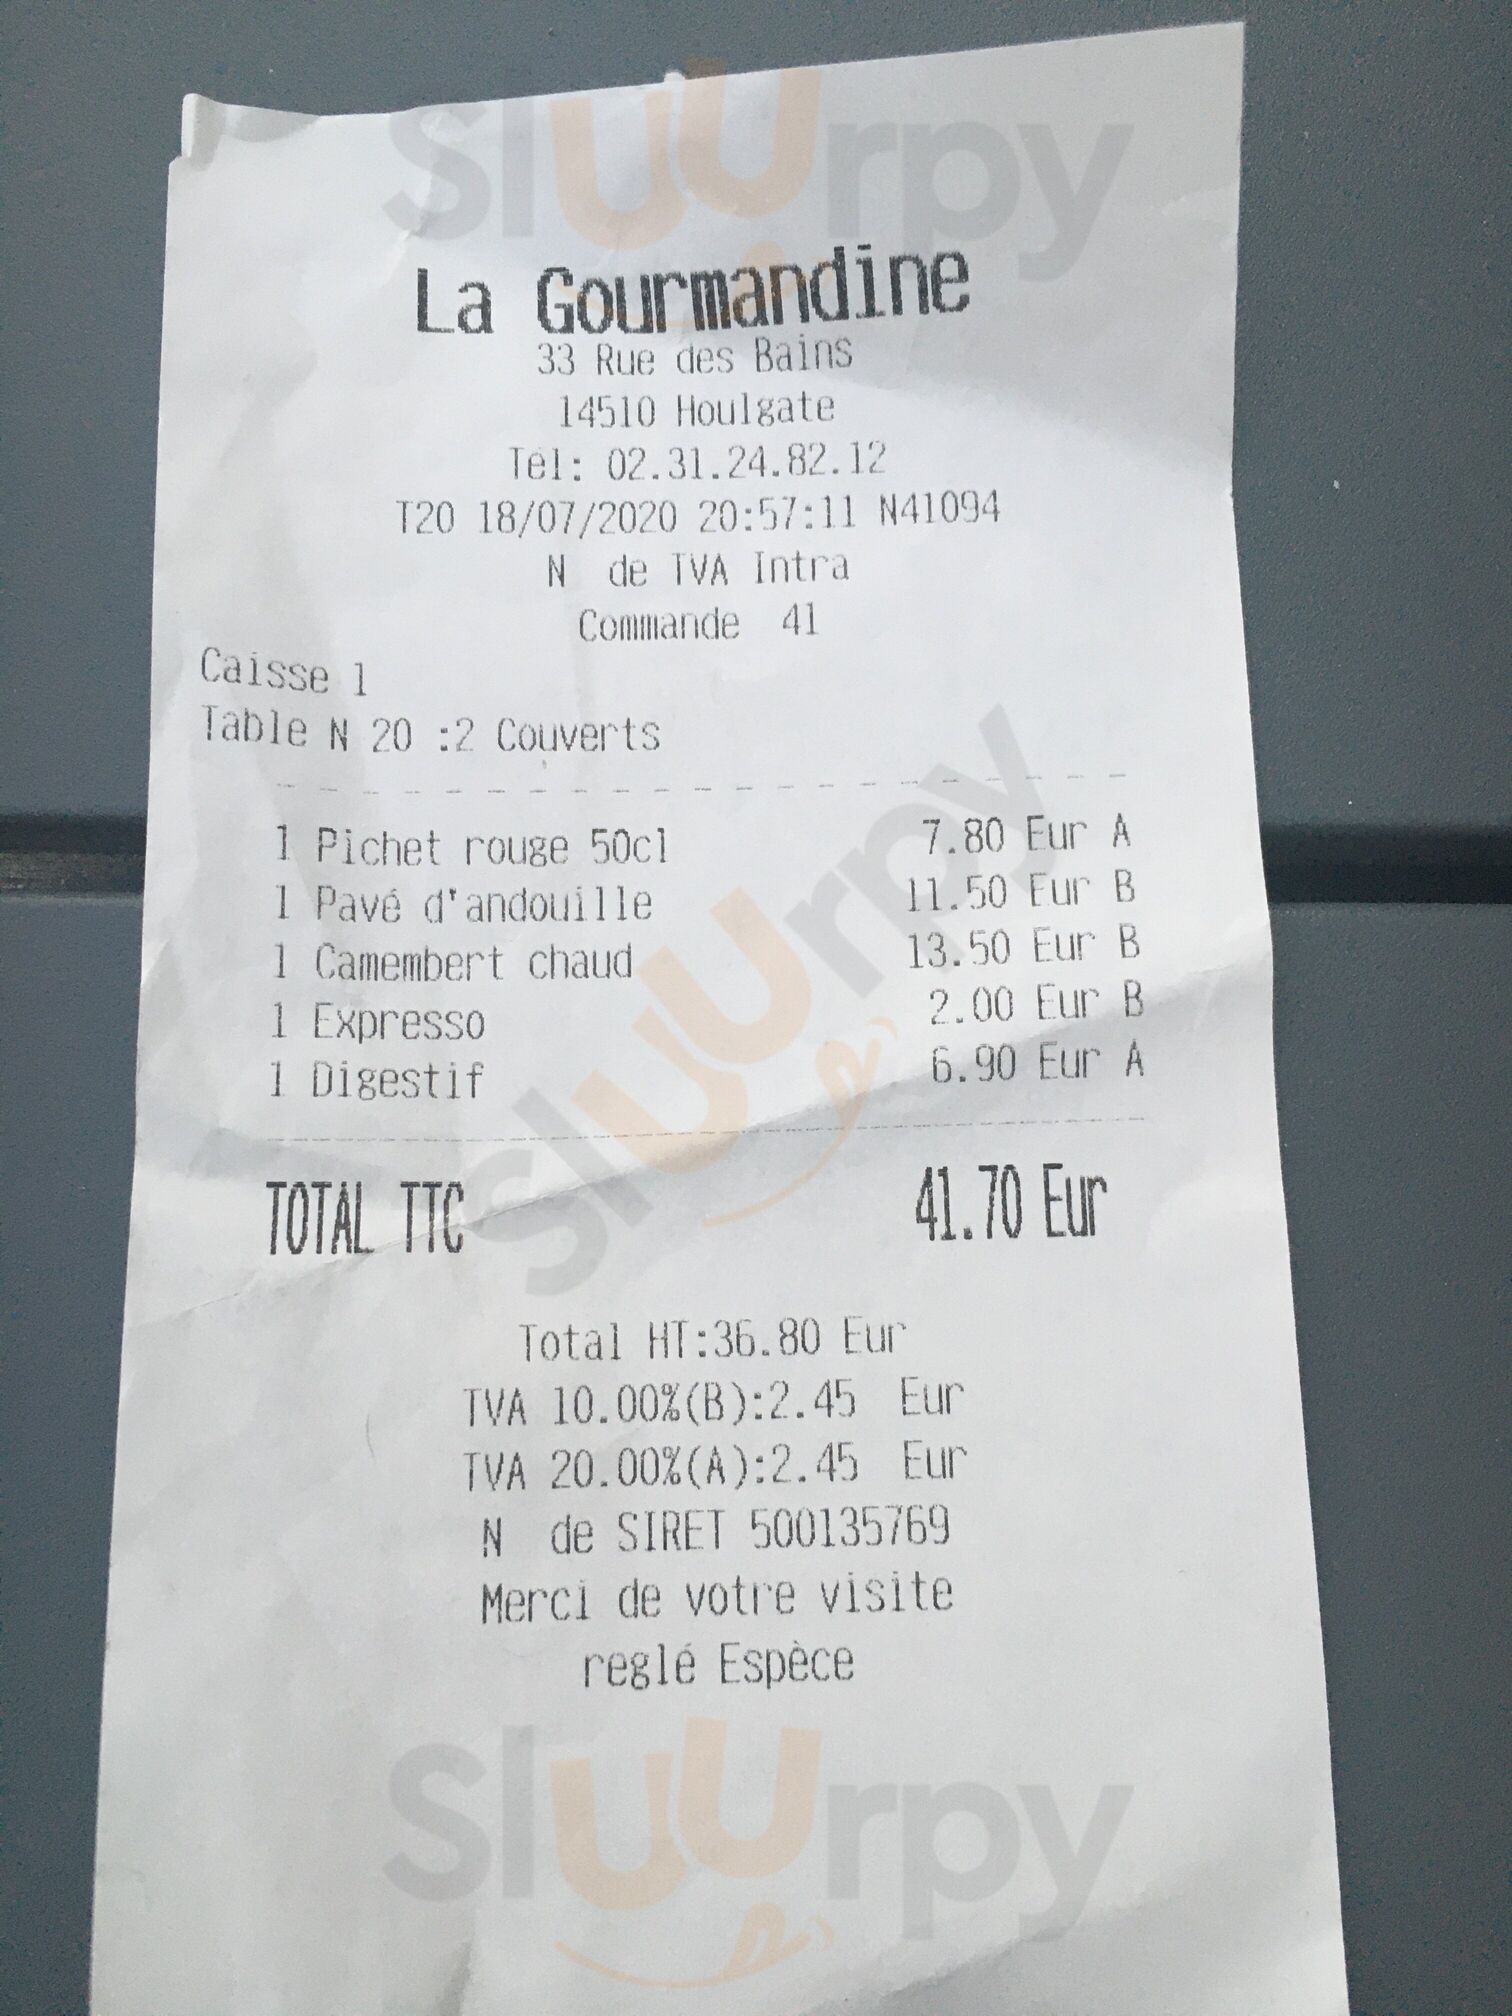 La Gourmandine
33 Rue des Bains
14510 Houlgate
Tél: 02.31.24.82.12
T20 18/07/2020 20:57:11 N41094
N de TVA Intra
Commande 41
Caisse 1
Table N 20 :2 Couverts
1 Pichet rouge 50cl 7.80 Eur A
1 Pavé d'andouille 11.50 Eur B
1 Camembert chaud 13.50 Eur B
1 Expresso 2.00 Eur B
1 Digestif 6.90 Eur A
TOTAL TTC 41.70 Eur
Total HT:36.80 Eur
TVA 10.00%(B):2.45 Eur
TVA 20.00%(A):2.45 Eur
N de SIRET 500135769
Merci de votre visite
reglé Espèce
Sluurpy
Sluurpy
Sluurpy